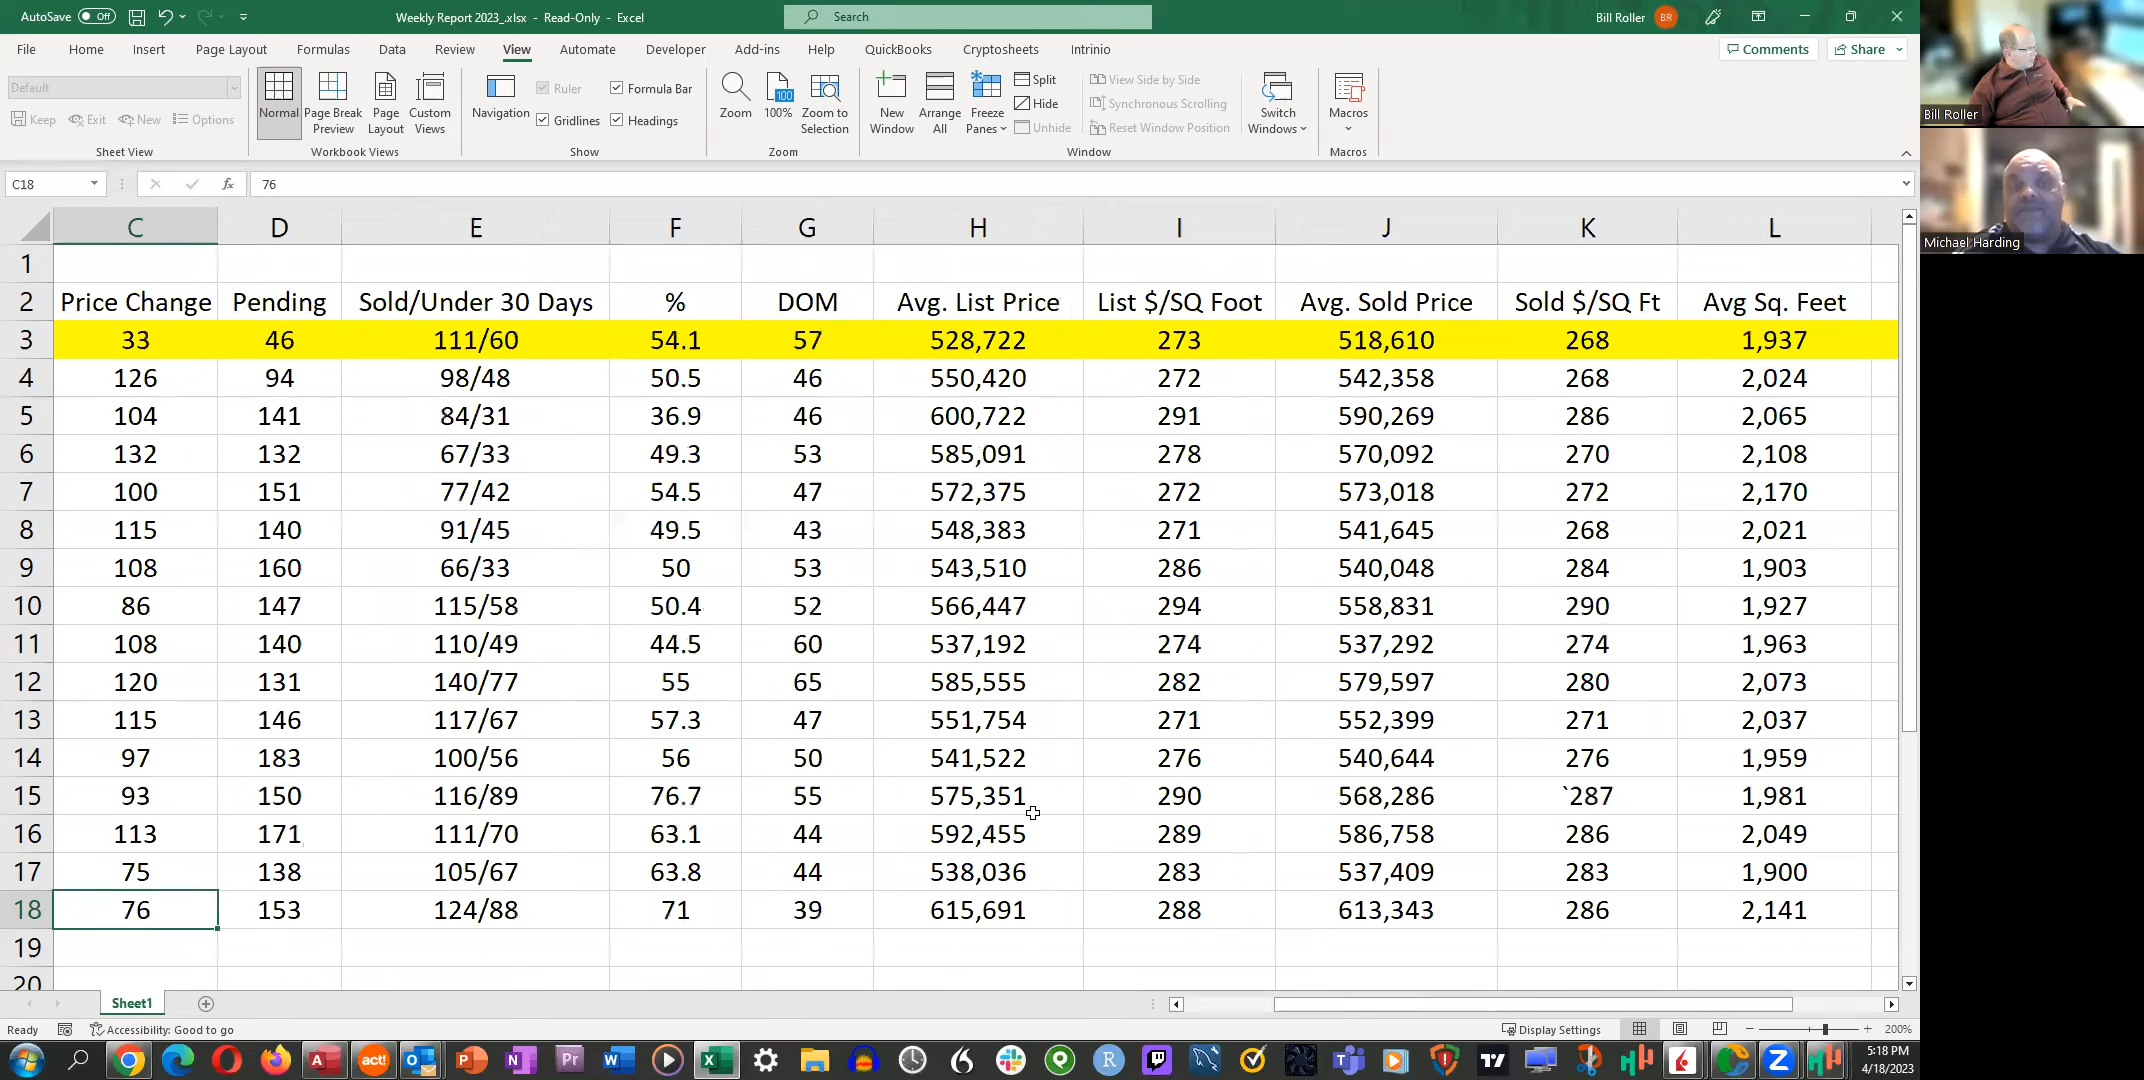 AutoSave Off Weekly Report 2023_.xlsx - Read-Only - Excel Search Bill Roller BR
File Home Insert Page Layout Formulas Data Review View Automate Developer Add-ins Help QuickBooks Cryptosheets Intrinio Comments Share
Default
Keep Exit New Options
Normal Page Break Preview Page Layout Custom Views
Navigation Ruler Formula Bar
Gridlines Headings
Zoom 100 100% Zoom to Selection
New Window Arrange All Freeze Panes Split Hide Unhide
View Side by Side
Synchronous Scrolling
Reset Window Position
Switch Windows Macros
Sheet View Workbook Views Show Zoom Window Macros
C18 fx 76
C D E F G H I J K L
1
2 Price Change Pending Sold/Under 30 Days % DOM Avg. List Price List $/SQ Foot Avg. Sold Price Sold $/SQ Ft Avg Sq. Feet
3 33 46 111/60 54.1 57 528,722 273 518,610 268 1,937
4 126 94 98/48 50.5 46 550,420 272 542,358 268 2,024
5 104 141 84/31 36.9 46 600,722 291 590,269 286 2,065
6 132 132 67/33 49.3 53 585,091 278 570,092 270 2,108
7 100 151 77/42 54.5 47 572,375 272 573,018 272 2,170
8 115 140 91/45 49.5 43 548,383 271 541,645 268 2,021
9 108 160 66/33 50 53 543,510 286 540,048 284 1,903
10 86 147 115/58 50.4 52 566,447 294 558,831 290 1,927
11 108 140 110/49 44.5 60 537,192 274 537,292 274 1,963
12 120 131 140/77 55 65 585,555 282 579,597 280 2,073
13 115 146 117/67 57.3 47 551,754 271 552,399 271 2,037
14 97 183 100/56 56 50 541,522 276 540,644 276 1,959
15 93 150 116/89 76.7 55 575,351 290 568,286 `287 1,981
16 113 171 111/70 63.1 44 592,455 289 586,758 286 2,049
17 75 138 105/67 63.8 44 538,036 283 537,409 283 1,900
18 76 153 124/88 71 39 615,691 288 613,343 286 2,141
19
20
Sheet1
Ready Accessibility: Good to go Display Settings 200%
act!
5:18 PM
4/18/2023
Bill Roller
Michael Harding